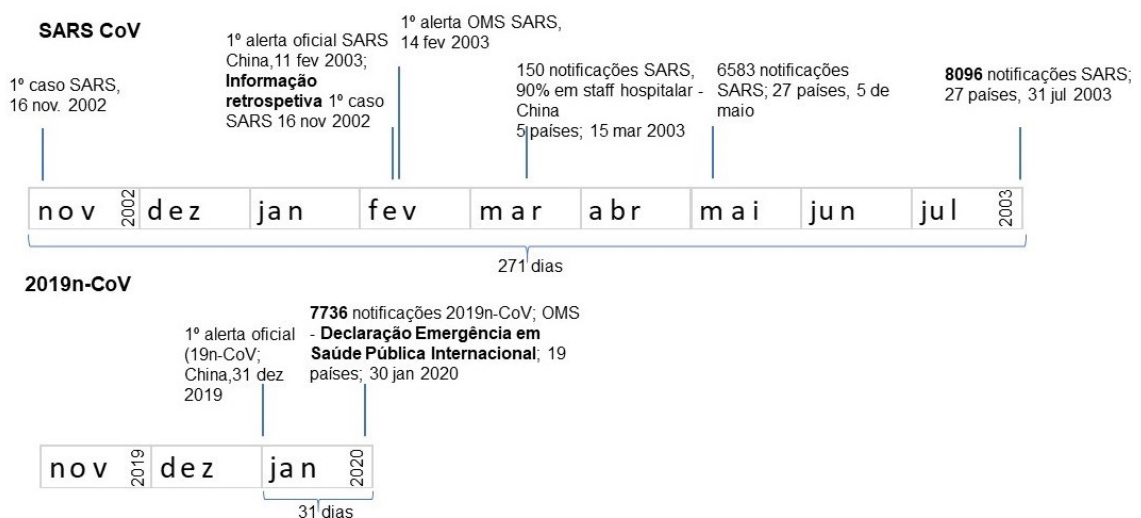 SARS CoV
1º caso SARS,
16 nov. 2002
1º alerta oficial SARS
China,11 fev 2003;
Informação
retrospetiva 1º caso
SARS 16 nov 2002
1º alerta OMS SARS,
14 fev 2003
150 notificações SARS,
90% em staff hospitalar -
China
5 países; 15 mar 2003
6583 notificações
SARS; 27 países, 5 de
maio
8096 notificações SARS;
27 países, 31 jul 2003
nov 2002 dez jan fev mar abr mai jun jul 2003
271 dias
2019n-CoV
1º alerta oficial
(19n-CoV;
China,31 dez
2019
7736 notificações 2019n-CoV; OMS
- Declaração Emergência em
Saúde Pública Internacional; 19
países; 30 jan 2020
nov 2019 dez jan 2020
31 dias